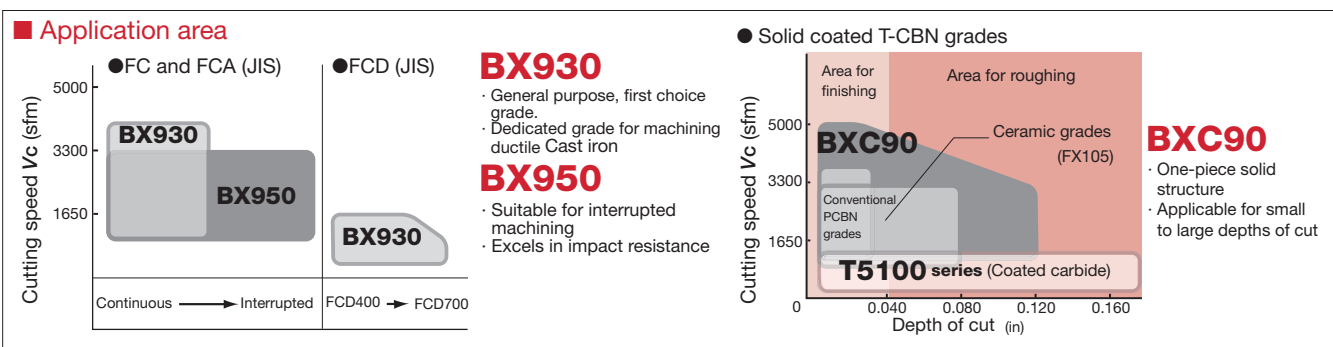 ■ Application area
●FC and FCA (JIS)
●FCD (JIS)
Cutting speed Vc (sfm)
5000
3300
1650
BX930
BX950
BX930
Continuous → Interrupted
FCD400 → FCD700
BX930
· General purpose, first choice
grade.
· Dedicated grade for machining
ductile Cast iron
BX950
· Suitable for interrupted
machining
· Excels in impact resistance
● Solid coated T-CBN grades
Cutting speed Vc (sfm)
5000
3300
1650
0
Area for
finishing
Area for roughing
BXC90
Ceramic grades
(FX105)
Conventional
PCBN
grades
T5100 series (Coated carbide)
0.040
0.080
0.120
0.160
Depth of cut (in)
BXC90
· One-piece solid
structure
· Applicable for small
to large depths of cut